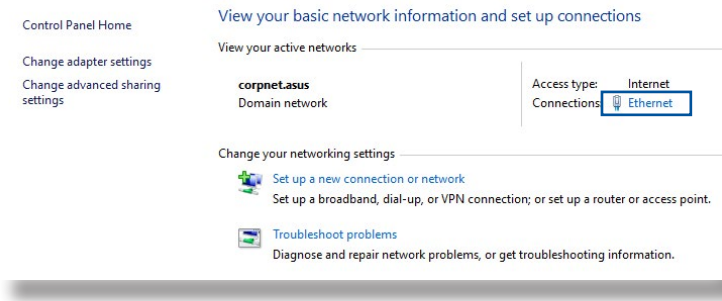 Control Panel Home
Change adapter settings
Change advanced sharing
settings
View your basic network information and set up connections
View your active networks
corpnet.asus
Domain network
Access type: Internet
Connections: Ethernet
Change your networking settings
Set up a new connection or network
Set up a broadband, dial-up, or VPN connection; or set up a router or access point.
Troubleshoot problems
Diagnose and repair network problems, or get troubleshooting information.